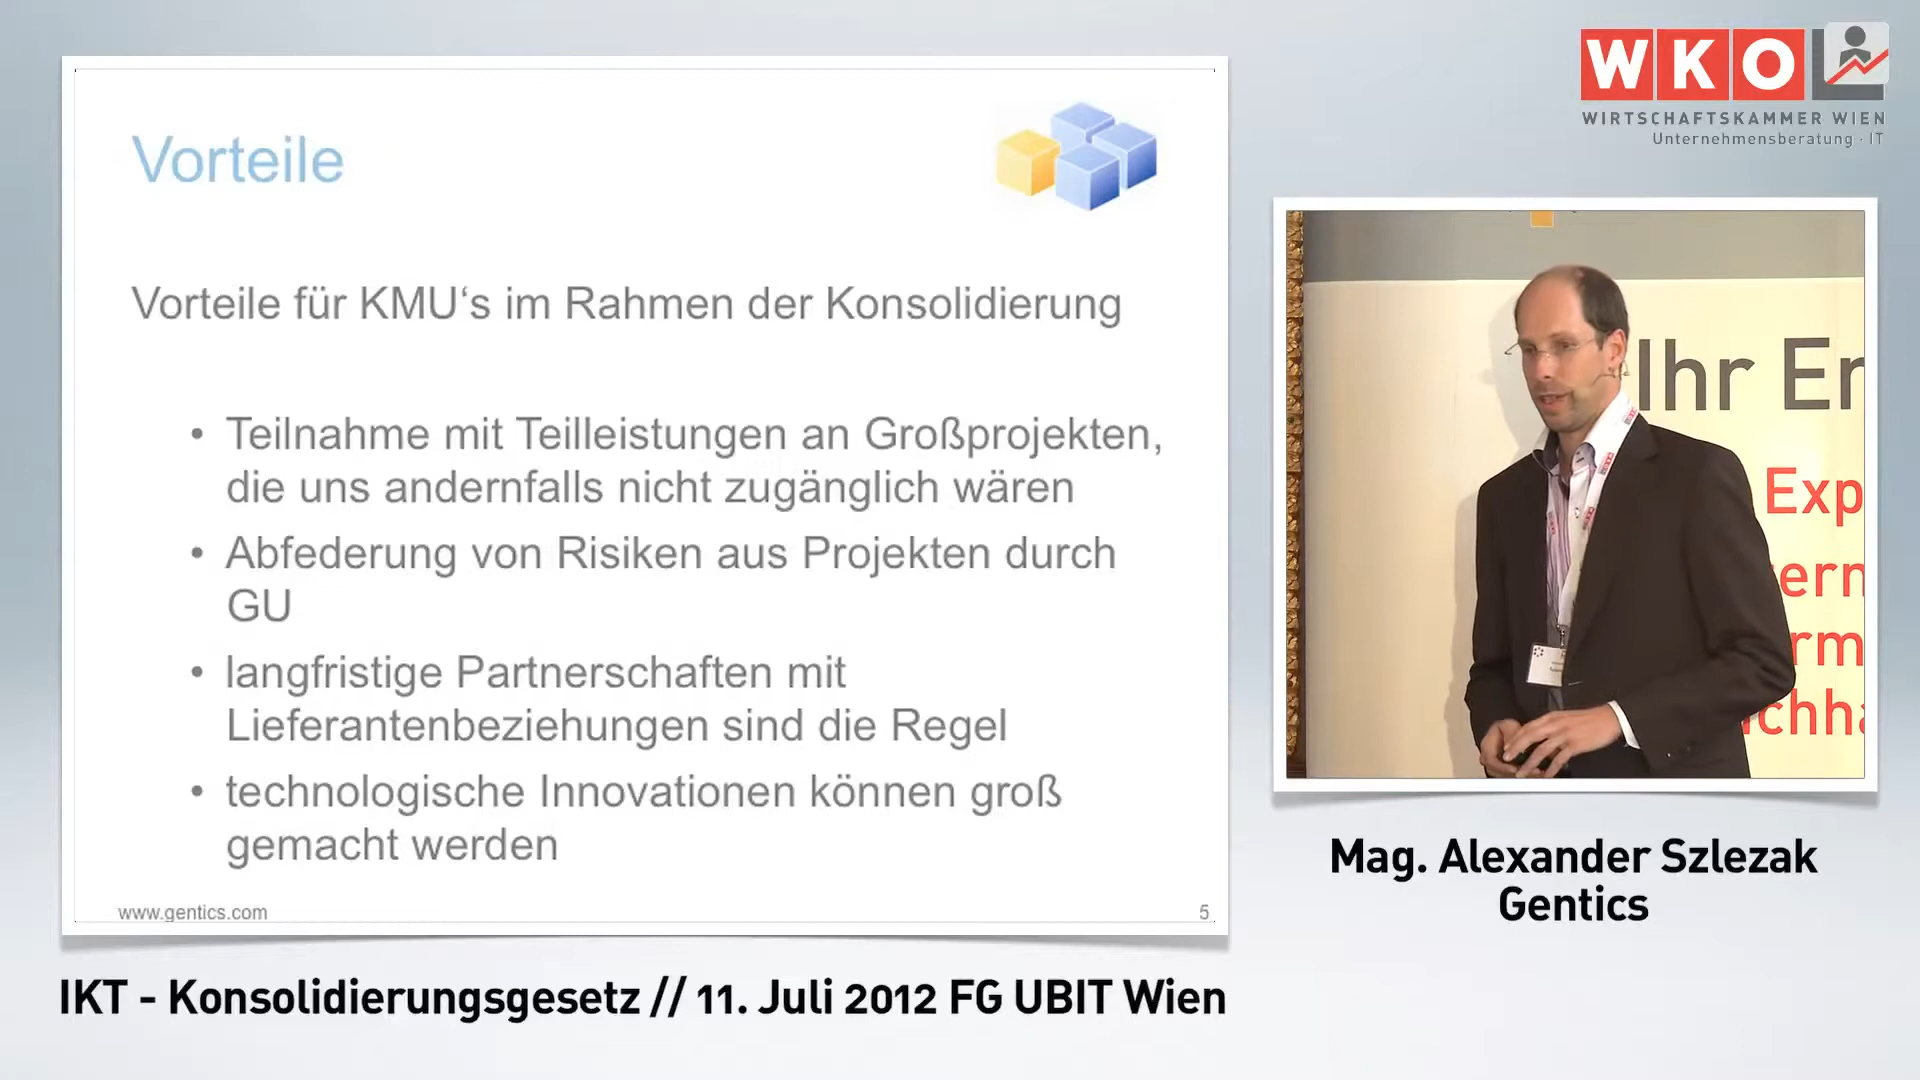 WKO
WIRTSCHAFTSKAMMER WIEN
Unternehmensberatung · IT
Vorteile
Vorteile für KMU‘s im Rahmen der Konsolidierung
• Teilnahme mit Teilleistungen an Großprojekten,
die uns andernfalls nicht zugänglich wären
• Abfederung von Risiken aus Projekten durch
GU
• langfristige Partnerschaften mit
Lieferantenbeziehungen sind die Regel
• technologische Innovationen können groß
gemacht werden
www.gentics.com
5
Ihr Er
Exp
ern
rm
chha
Mag. Alexander Szlezak
Gentics
IKT - Konsolidierungsgesetz // 11. Juli 2012 FG UBIT Wien